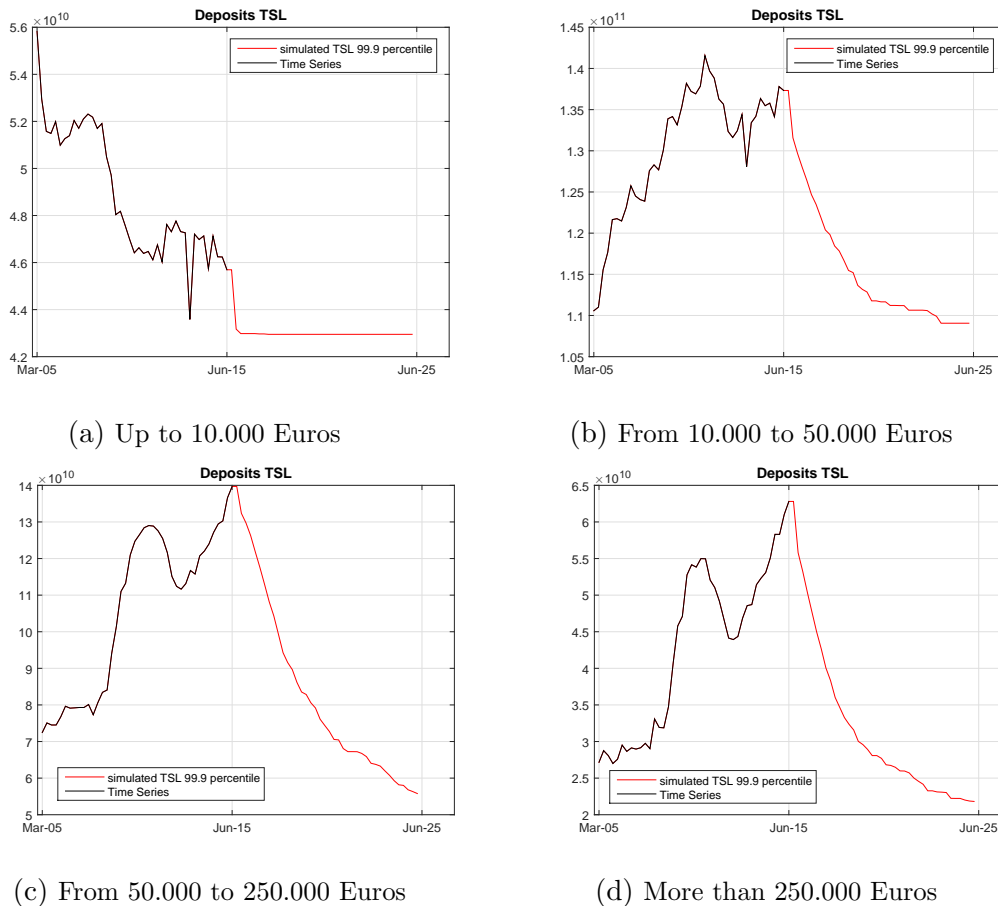 Deposits TSL
×10^10
5.6
5.4
5.2
5
4.8
4.6
4.4
4.2
Mar-05 Jun-15 Jun-25
simulated TSL 99.9 percentile
Time Series
(a) Up to 10.000 Euros
Deposits TSL
×10^11
1.45
1.4
1.35
1.3
1.25
1.2
1.15
1.1
1.05
Mar-05 Jun-15 Jun-25
simulated TSL 99.9 percentile
Time Series
(b) From 10.000 to 50.000 Euros
Deposits TSL
×10^10
14
13
12
11
10
9
8
7
6
5
Mar-05 Jun-15 Jun-25
simulated TSL 99.9 percentile
Time Series
(c) From 50.000 to 250.000 Euros
Deposits TSL
×10^10
6.5
6
5.5
5
4.5
4
3.5
3
2.5
2
Mar-05 Jun-15 Jun-25
simulated TSL 99.9 percentile
Time Series
(d) More than 250.000 Euros